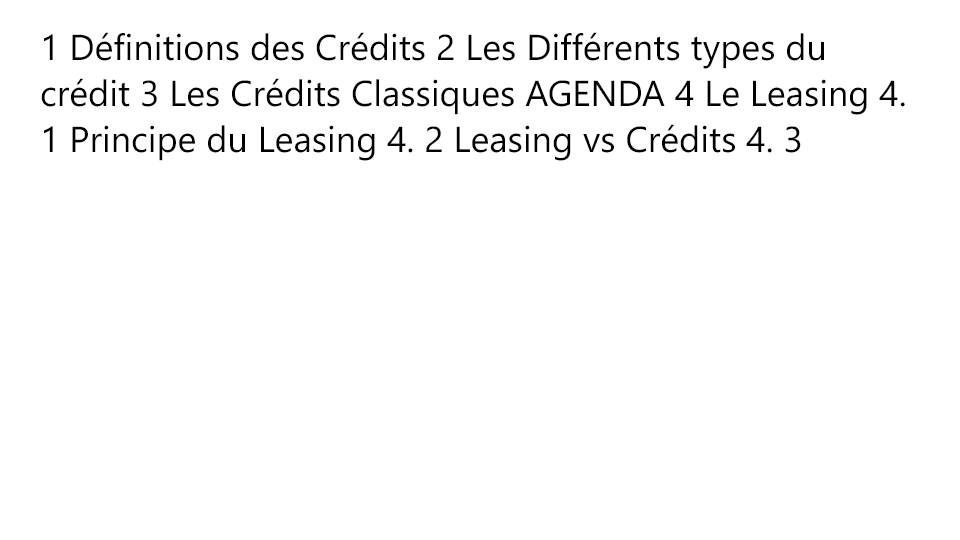 1 Définitions des Crédits 2 Les Différents types du
crédit 3 Les Crédits Classiques AGENDA 4 Le Leasing 4.
1 Principe du Leasing 4. 2 Leasing vs Crédits 4. 3